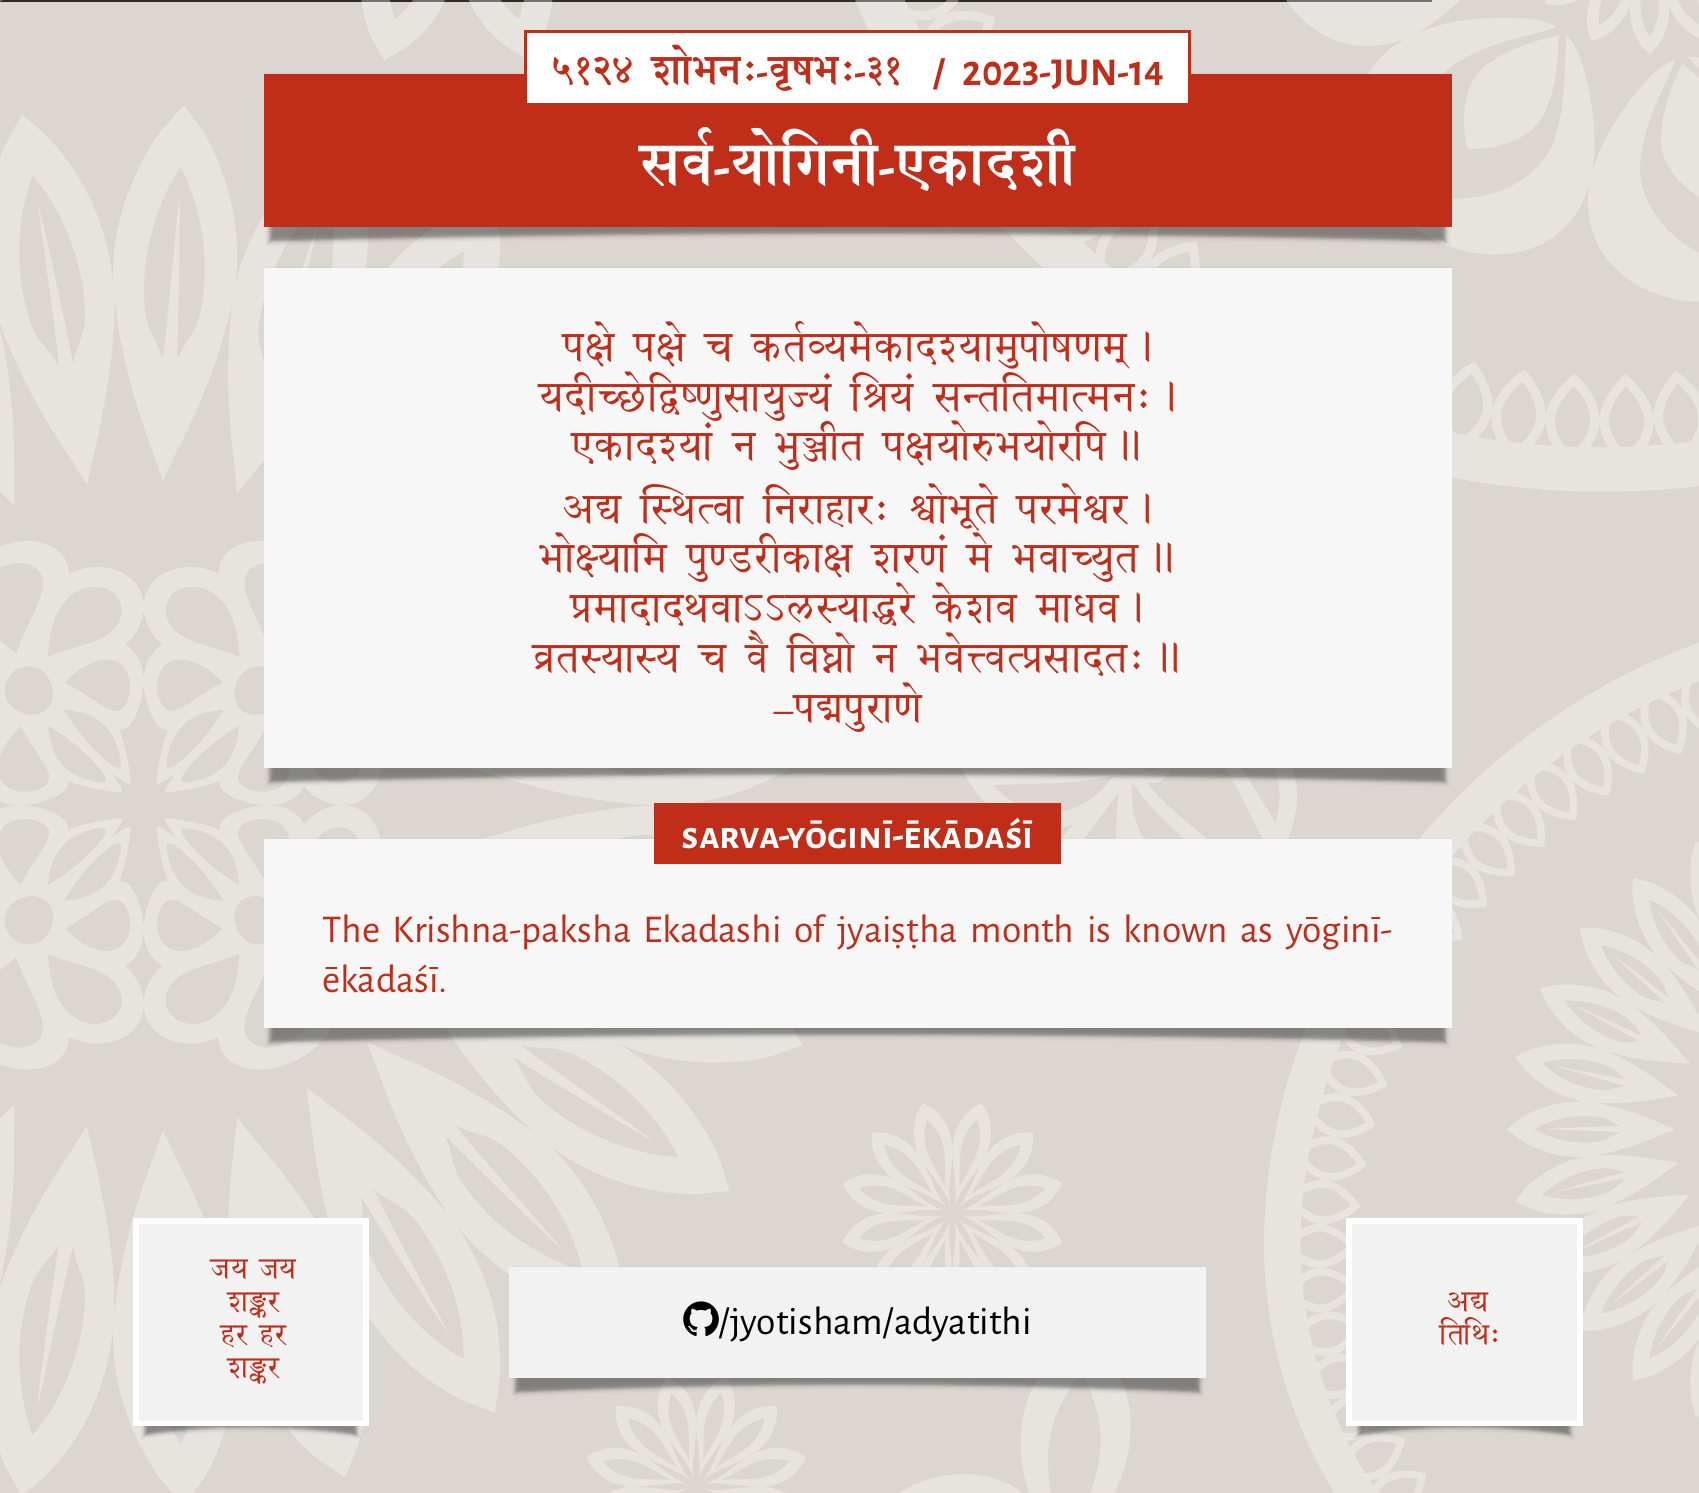 ५१२४ शोभनः-वृषभः-३१ / 2023-JUN-14
सर्व-योगिनी-एकादशी
पक्षे पक्षे च कर्तव्यमेकादश्यामुपोषणम्।
यदीच्छेद्विष्णुसायुज्यं श्रियं सन्ततिमात्मनः।
एकादश्यां न भुञ्जीत पक्षयोरुभयोरपि॥
अद्य स्थित्वा निराहारः श्वोभूते परमेश्वर।
भोक्ष्यामि पुण्डरीकाक्ष शरणं मे भवाच्युत॥
प्रमादादथवाऽऽलस्याद्धरे केशव माधव।
व्रतस्यास्य च वै विघ्नो न भवेत्त्वत्प्रसादतः॥
–पद्मपुराणे
SARVA-YŌGINĪ-ĒKĀDAŚĪ
The Krishna-paksha Ekadashi of jyaiṣṭha month is known as yōginī-
ēkādaśī.
जय जय
शङ्कर
हर हर
शङ्कर
/jyotisham/adyatithi
अद्य
तिथिः